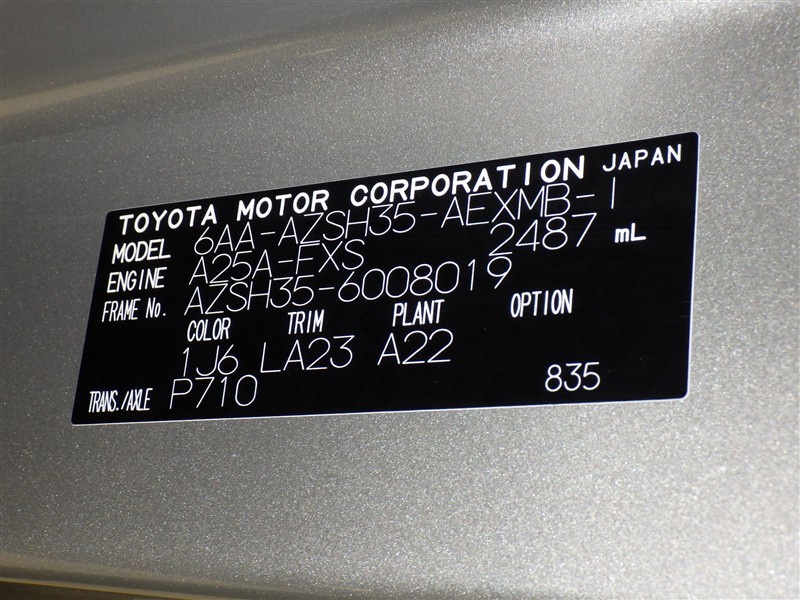 TOYOTA MOTOR CORPORATION JAPAN
MODEL 6AA-AZSH35-AEXMB-I
ENGINE A25A-FXS 2487 mL
FRAME No. AZSH35-6008019
COLOR TRIM PLANT OPTION
1J6 LA23 A22
TRANS./AXLE P710 835